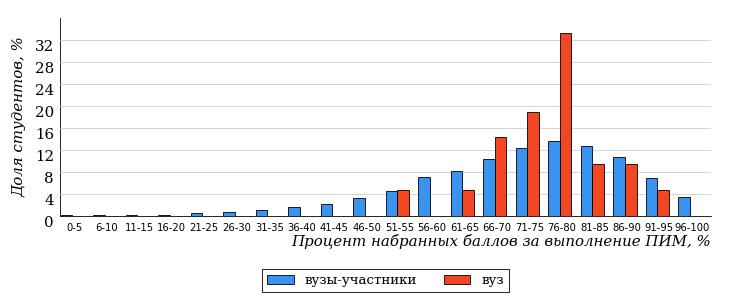 Доля студентов, %
32
28
24
20
16
12
8
4
0
0-5 6-10 11-15 16-20 21-25 26-30 31-35 36-40 41-45 46-50 51-55 56-60 61-65 66-70 71-75 76-80 81-85 86-90 91-95 96-100
Процент набранных баллов за выполнение ПИМ, %
вузы-участники вуз